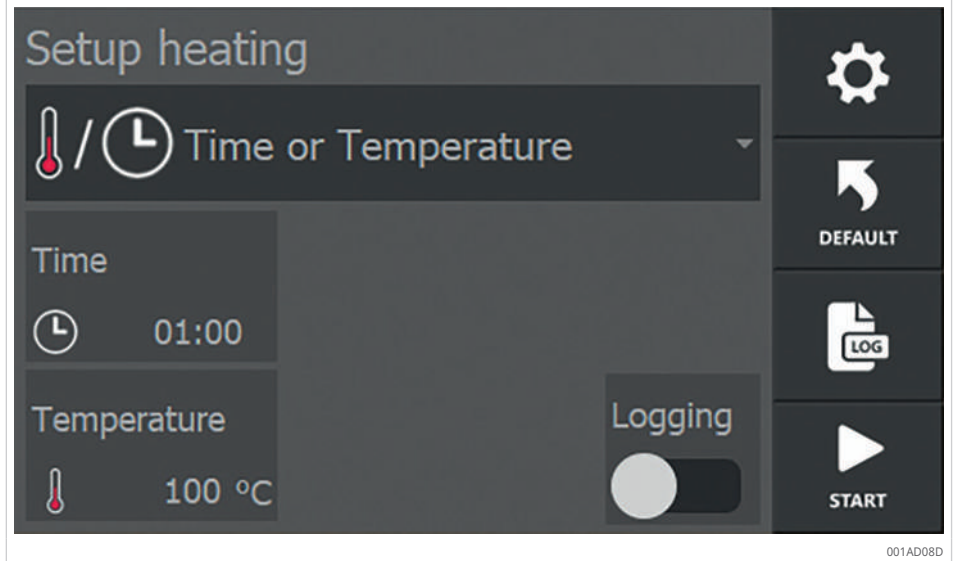 Setup heating
Time or Temperature
DEFAULT
Time
01:00
LOG
Temperature
100 °C
Logging
START
001AD08D